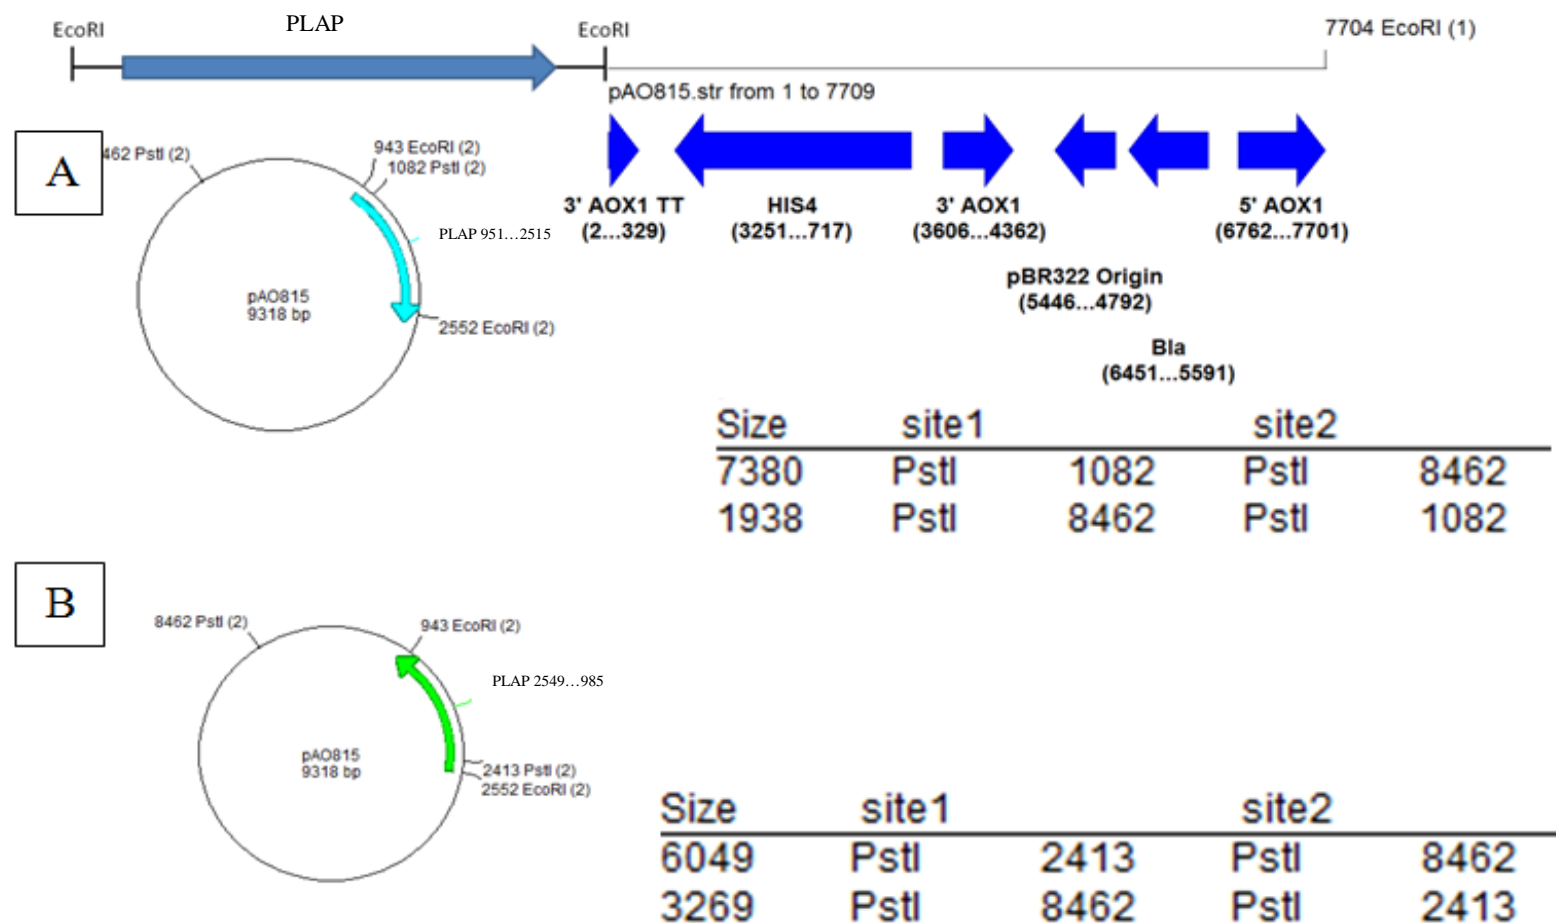 EcoRI
PLAP
EcoRI
7704 EcoRI (1)
pAO815.str from 1 to 7709
A
462 PstI (2)
943 EcoRI (2)
1082 PstI (2)
PLAP 951...2515
pAO815
9318 bp
2552 EcoRI (2)
3' AOX1 TT
(2...329)
HIS4
(3251...717)
3' AOX1
(3606...4362)
5' AOX1
(6762...7701)
pBR322 Origin
(5446...4792)
Bla
(6451...5591)
Size site1 site2
7380 PstI 1082 PstI 8462
1938 PstI 8462 PstI 1082
B
8462 PstI (2)
943 EcoRI (2)
PLAP 2549...985
pAO815
9318 bp
2413 PstI (2)
2552 EcoRI (2)
Size site1 site2
6049 PstI 2413 PstI 8462
3269 PstI 8462 PstI 2413